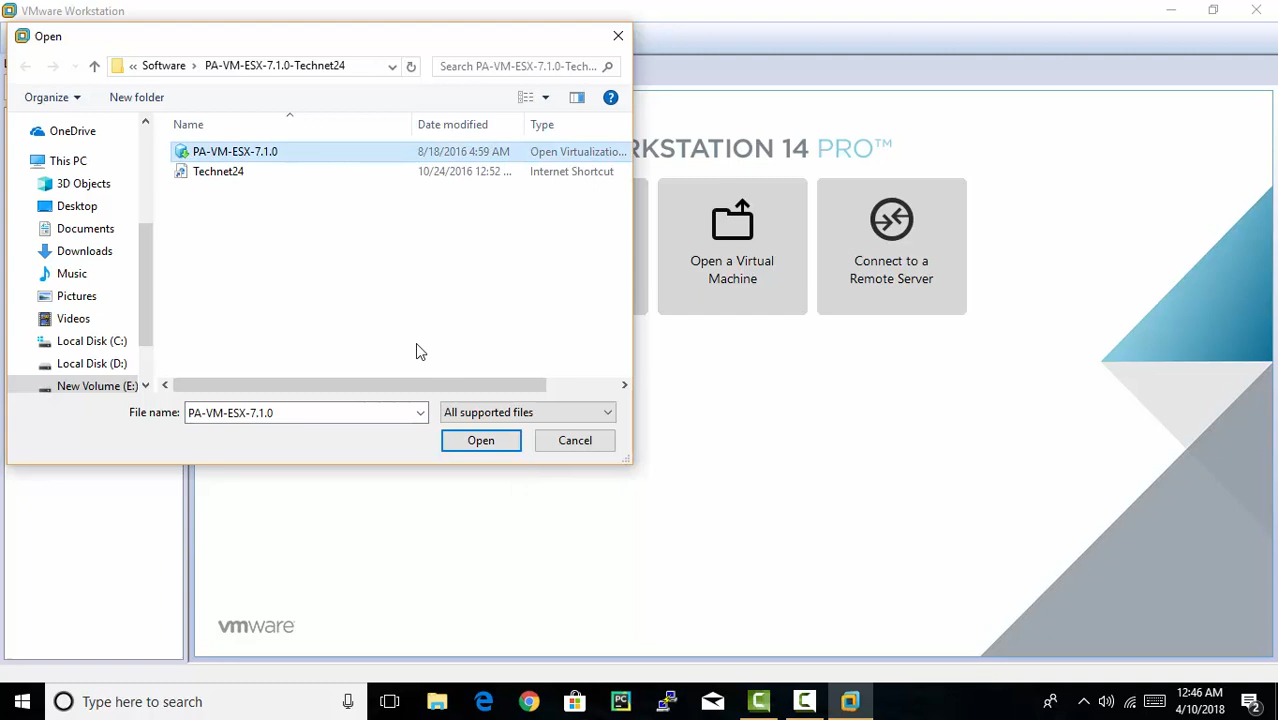 VMware Workstation
Open
« Software › PA-VM-ESX-7.1.0-Technet24
Search PA-VM-ESX-7.1.0-Tech...
Organize
New folder
Name
Date modified
Type
OneDrive
This PC
3D Objects
Desktop
Documents
Downloads
Music
Pictures
Videos
Local Disk (C:)
Local Disk (D:)
New Volume (E:)
PA-VM-ESX-7.1.0 8/18/2016 4:59 AM Open Virtualizatio...
Technet24 10/24/2016 12:52 ... Internet Shortcut
File name: PA-VM-ESX-7.1.0
All supported files
Open
Cancel
RKSTATION 14 PRO™
Open a Virtual
Machine
Connect to a
Remote Server
vmware
Type here to search
12:46 AM
4/10/2018
2